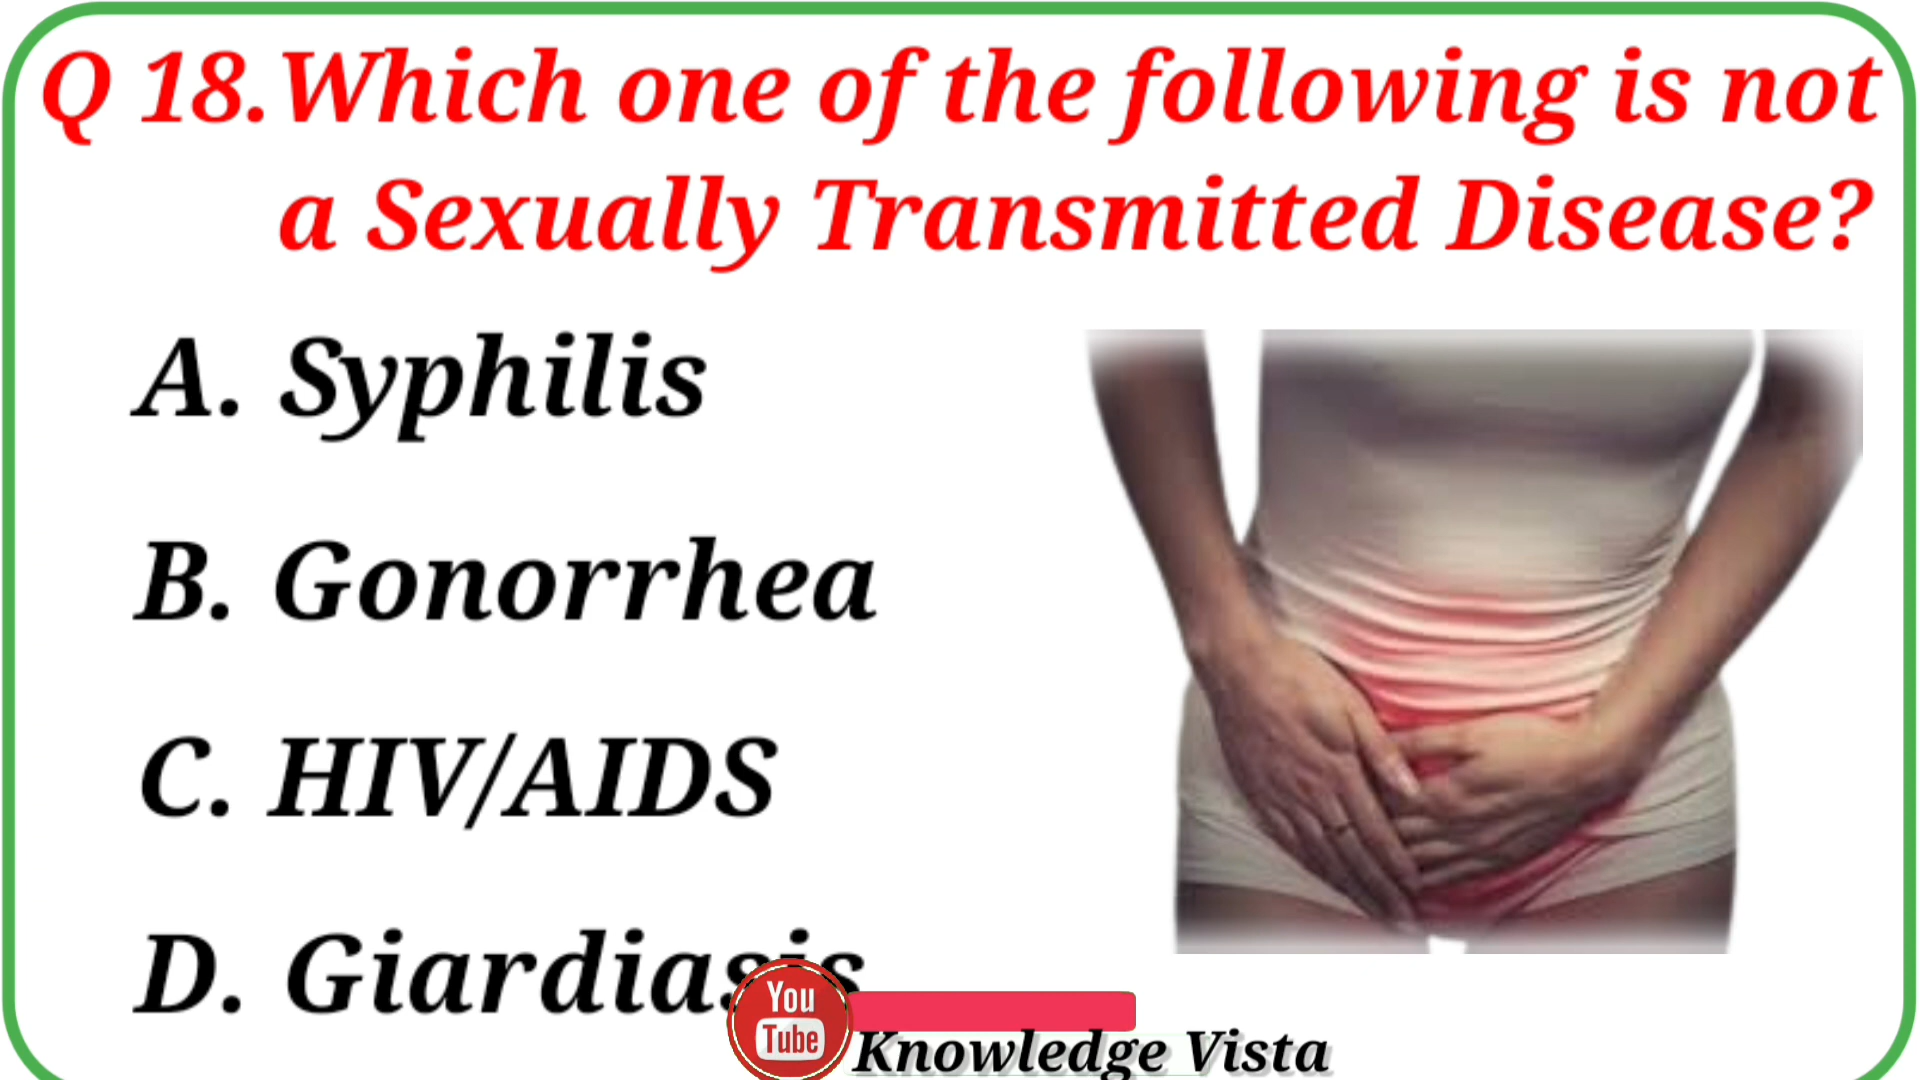 Q 18.Which one of the following is not
a Sexually Transmitted Disease?
A. Syphilis
B. Gonorrhea
C. HIV/AIDS
D. Giardiasis
You
Tube
Knowledge Vista